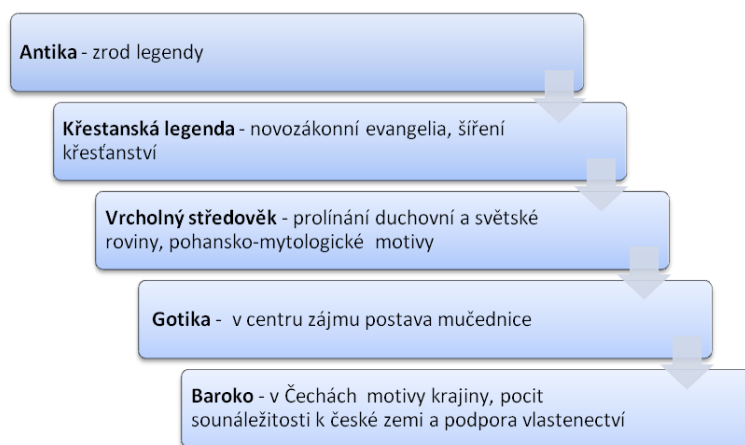 Antika - zrod legendy
Křestanská legenda - novozákonní evangelia, šíření
křesťanství
Vrcholný středověk - prolínání duchovní a světské
roviny, pohansko-mytologické motivy
Gotika - v centru zájmu postava mučednice
Baroko - v Čechách motivy krajiny, pocit
sounáležitosti k české zemi a podpora vlastenectví